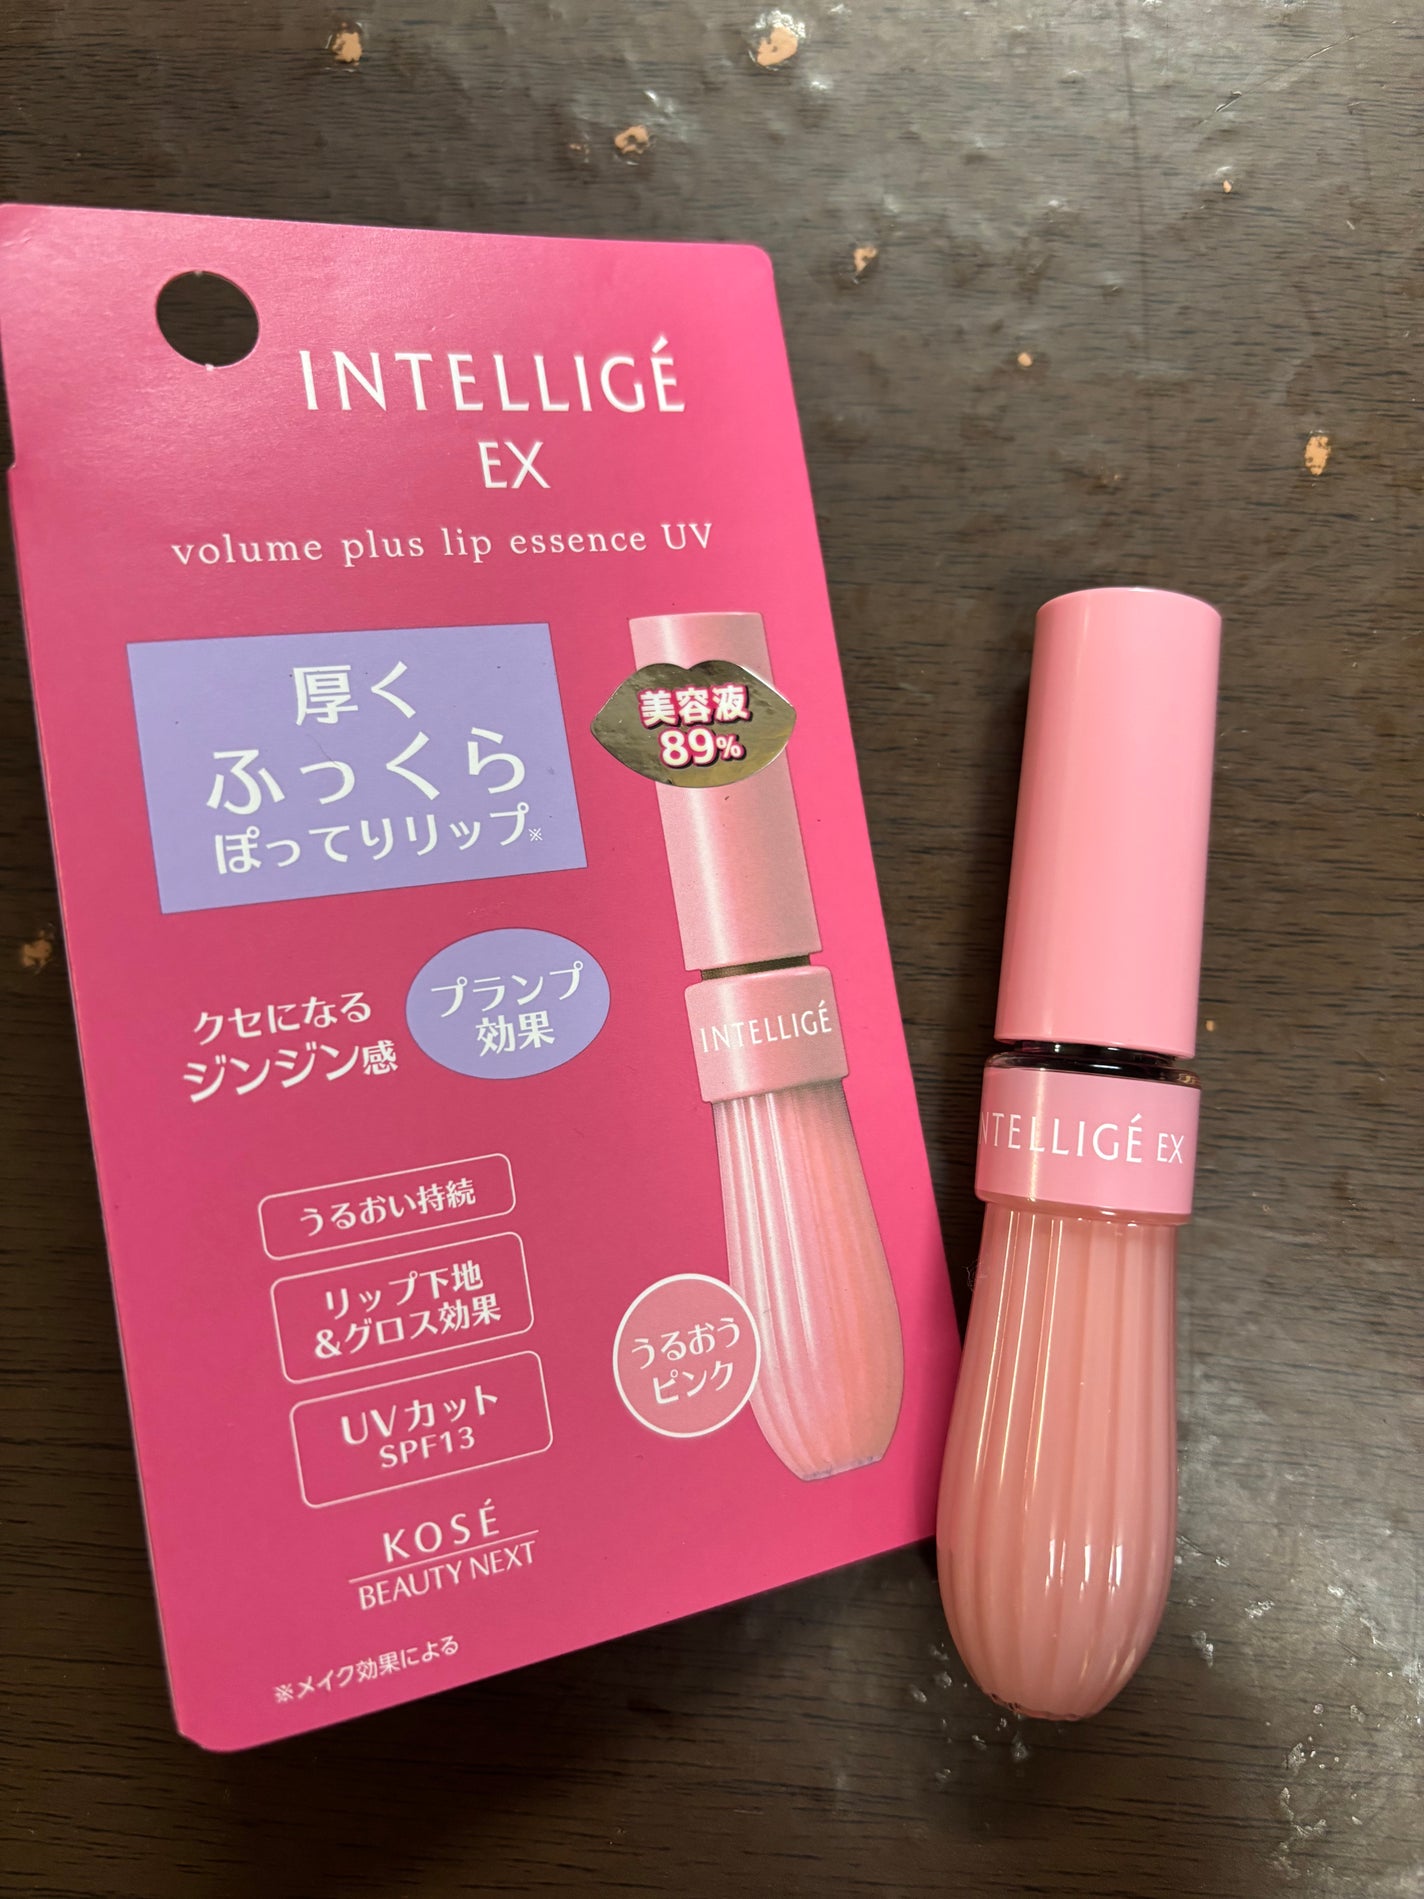 INTELLIGÉ
EX
volume plus lip essence UV
厚く
ふっくら
ぽってりリップ※
美容液
89%
クセになる
ジンジン感
プランプ
効果
INTELLIGÉ
うるおい持続
リップ下地
&グロス効果
UVカット
SPF13
うるおう
ピンク
KOSÉ
BEAUTY NEXT
※メイク効果による
INTELLIGÉ EX